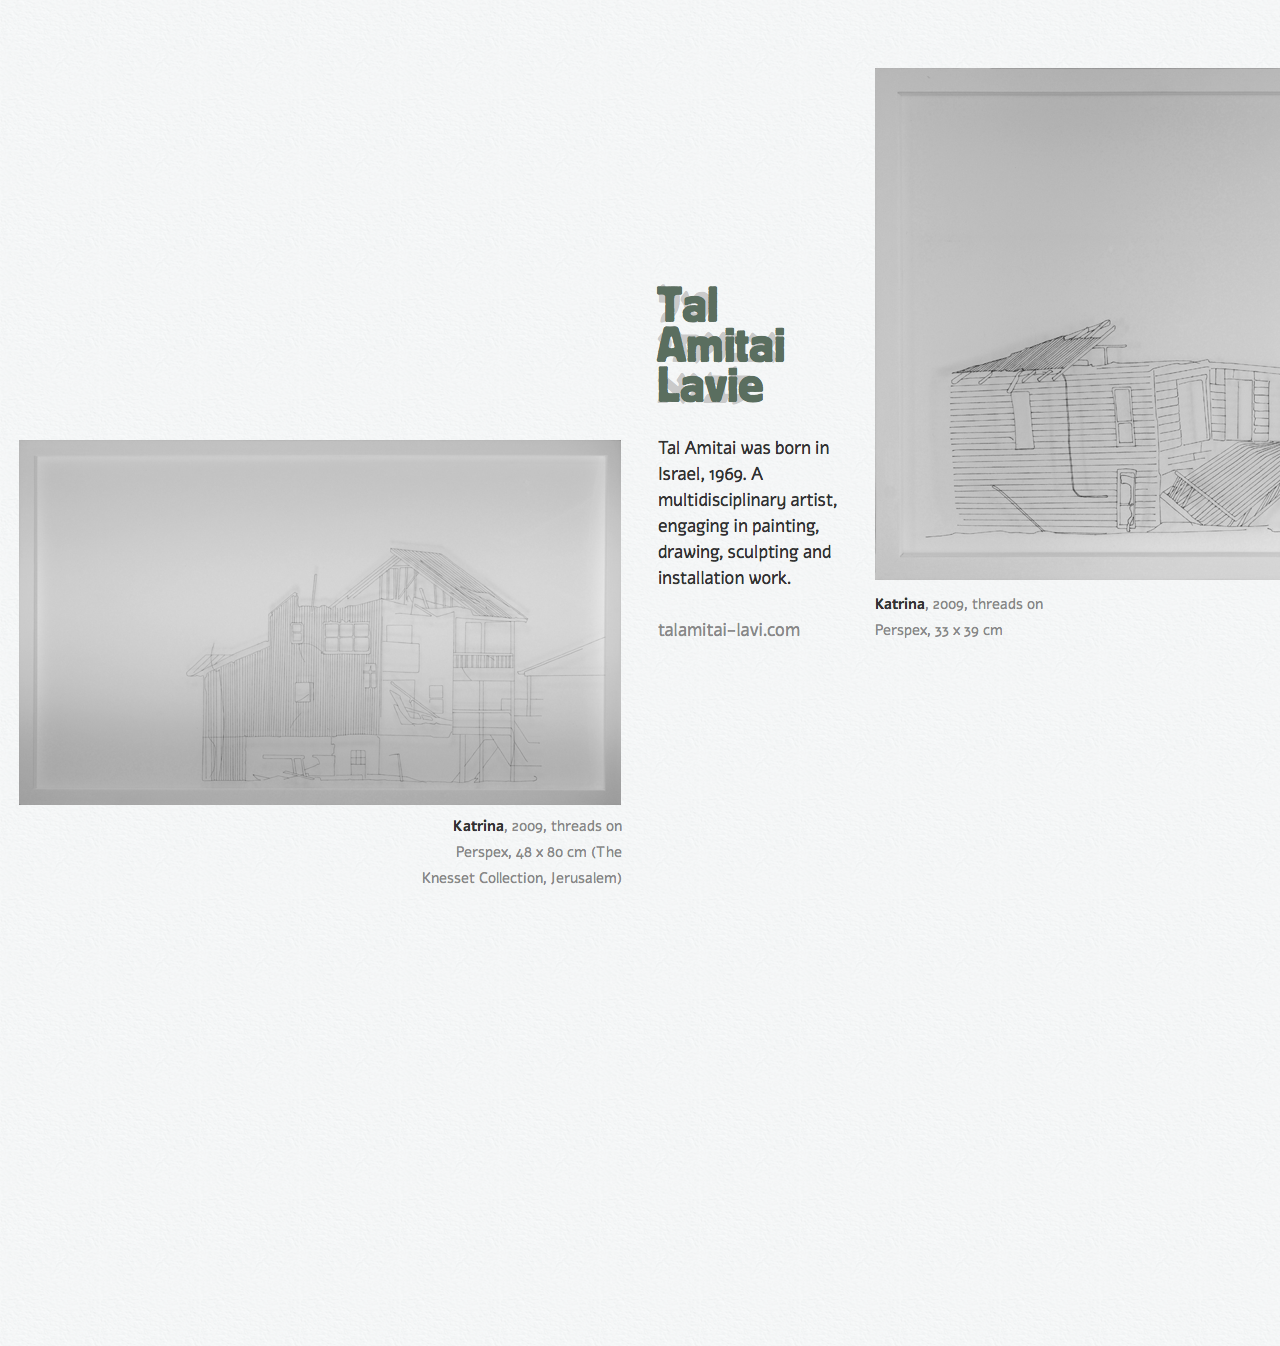 Tal
Amitai
Lavie
Tal Amitai was born in
Israel, 1969. A
multidisciplinary artist,
engaging in painting,
drawing, sculpting and
installation work.
talamitai-lavi.com
Katrina, 2009, threads on
Perspex, 33 x 39 cm
Katrina, 2009, threads on
Perspex, 48 x 80 cm (The
Knesset Collection, Jerusalem)